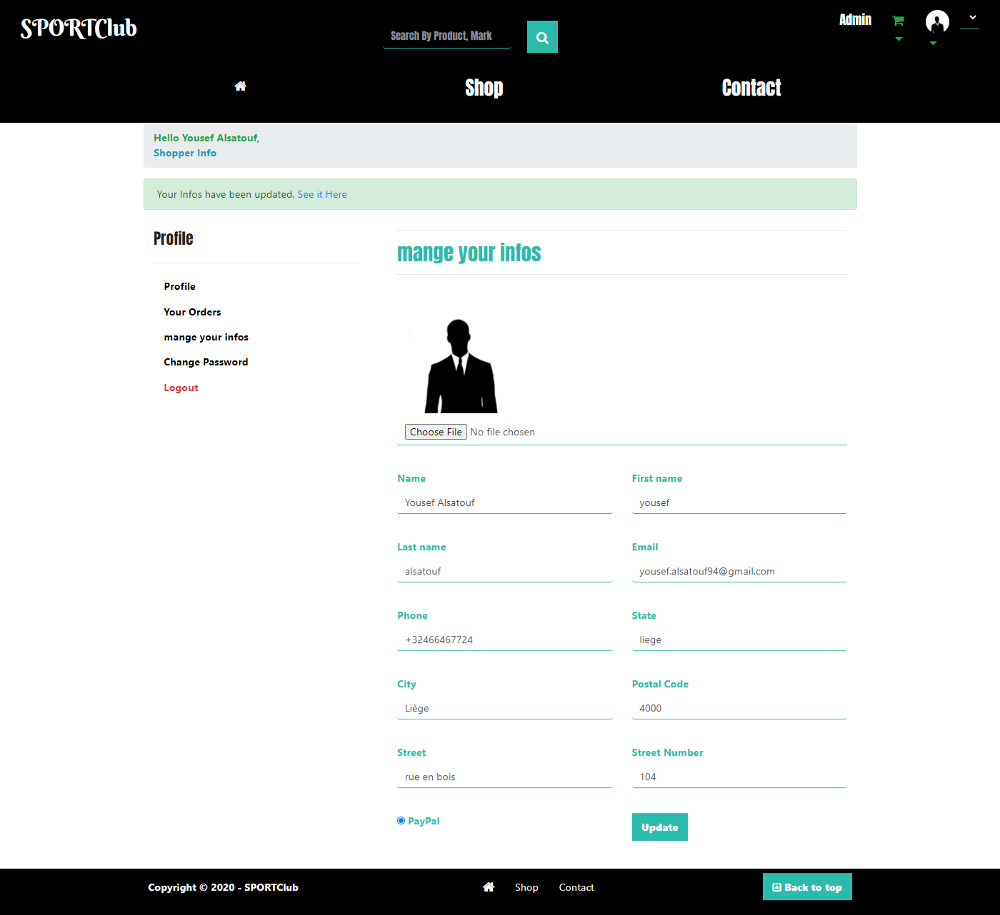 SPORTClub
Search By Product, Mark
Admin
Shop
Contact
Hello Yousef Alsatouf,
Shopper Info
Your Infos have been updated, See it Here
Profile
Profile
Your Orders
mange your infos
Change Password
Logout
mange your infos
Choose File No file chosen
Name
Yousef Alsatouf
First name
yousef
Last name
alsatouf
Email
yousef.alsatouf94@gmail.com
Phone
+32466467724
State
liege
City
Liège
Postal Code
4000
Street
rue en bois
Street Number
104
PayPal
Update
Copyright © 2020 - SPORTClub
Shop
Contact
Back to top